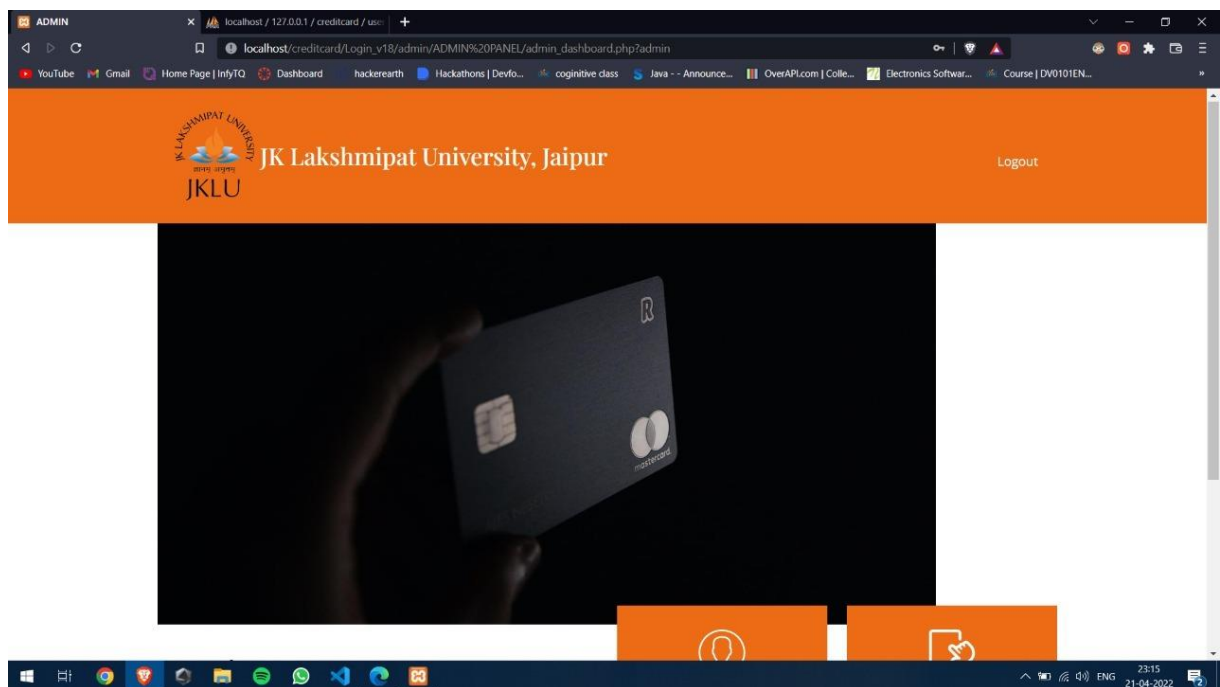 ADMIN
localhost / 127.0.0.1 / creditcard / use
localhost/creditcard/Login_v18/admin/ADMIN%20PANEL/admin_dashboard.php?admin
YouTube Gmail Home Page | InfyTQ Dashboard hackerearth Hackathons | Devfo... coginitive class Java - - Announce... OverAPI.com | Colle... Electronics Softwar... Course | DV0101EN...
JK LAKSHMIPAT UNIVERSITY
JKLU
JK Lakshmipat University, Jaipur
Logout
R
mastercard
ENG
23:15
21-04-2022
2